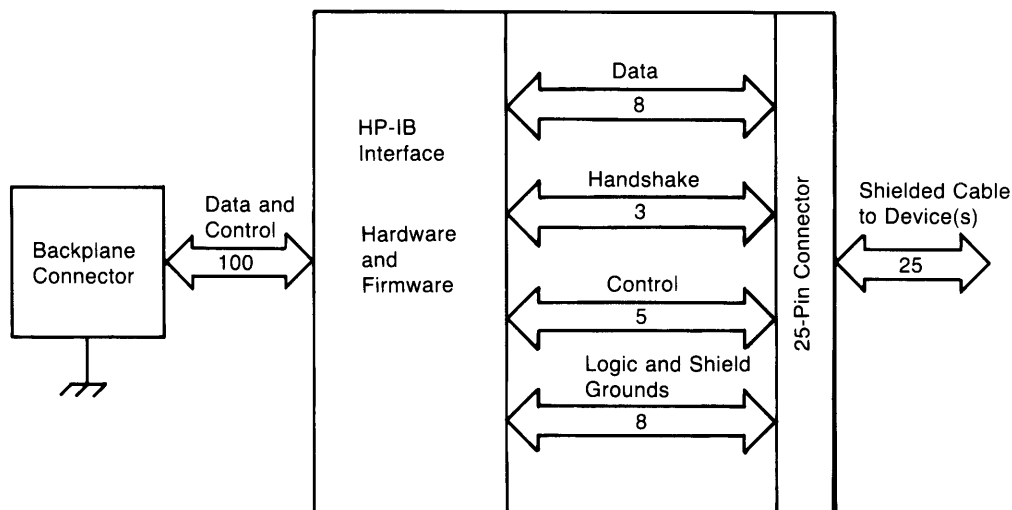 Backplane
Connector
Data and
Control
100
HP-IB
Interface
Hardware
and
Firmware
Data
8
Handshake
3
Control
5
Logic and Shield
Grounds
8
25-Pin Connector
Shielded Cable
to Device(s)
25